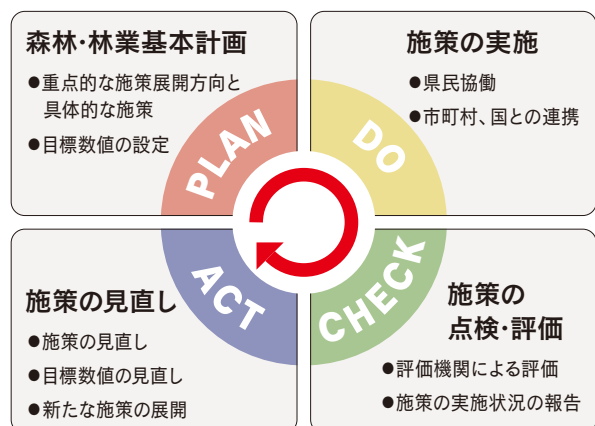 森林・林業基本計画
●重点的な施策展開方向と
具体的な施策
●目標数値の設定
PLAN
施策の実施
●県民協働
●市町村、国との連携
DO
施策の見直し
●施策の見直し
●目標数値の見直し
●新たな施策の展開
ACT
施策の
点検・評価
●評価機関による評価
●施策の実施状況の報告
CHECK